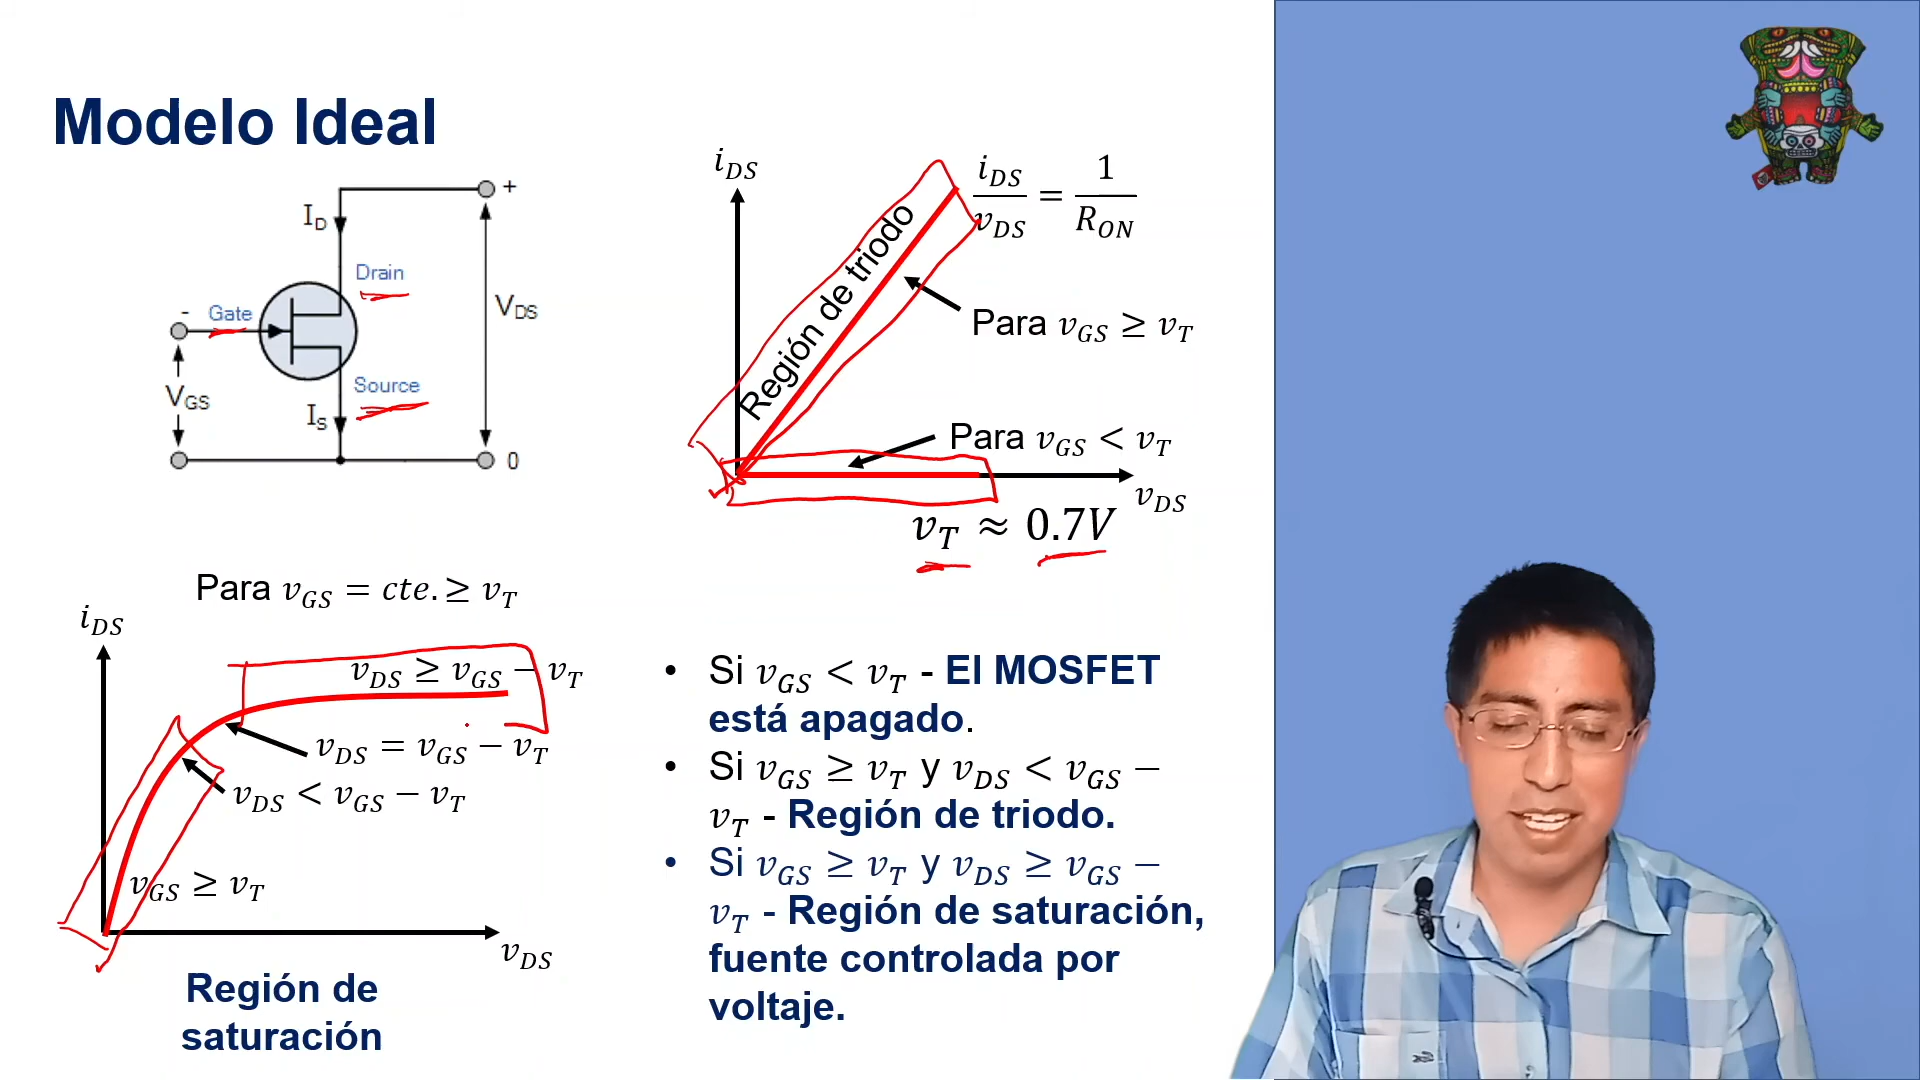 Modelo Ideal
I_D
+
Drain
- Gate
V_DS
V_GS
Source
I_S
0
i_DS
i_DS / v_DS = 1 / R_ON
Región de triodo
Para v_GS ≥ v_T
Para v_GS < v_T
v_DS
v_T ≈ 0.7V
Para v_GS = cte. ≥ v_T
i_DS
v_DS ≥ v_GS − v_T
v_DS = v_GS − v_T
v_DS < v_GS − v_T
v_GS ≥ v_T
v_DS
Región de
saturación
• Si v_GS < v_T - El MOSFET
está apagado.
• Si v_GS ≥ v_T y v_DS < v_GS −
v_T - Región de triodo.
• Si v_GS ≥ v_T y v_DS ≥ v_GS −
v_T - Región de saturación,
fuente controlada por
voltaje.